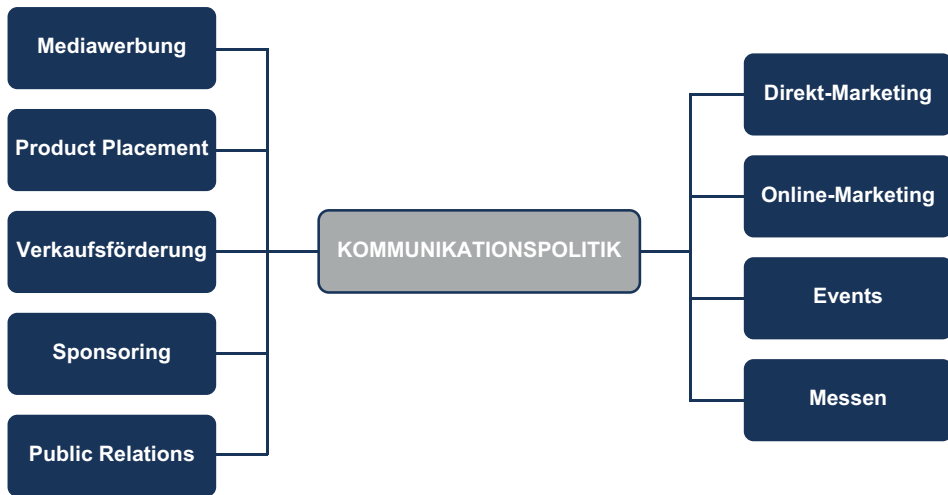 Mediawerbung
Product Placement
Verkaufsförderung
Sponsoring
Public Relations
KOMMUNIKATIONSPOLITIK
Direkt-Marketing
Online-Marketing
Events
Messen